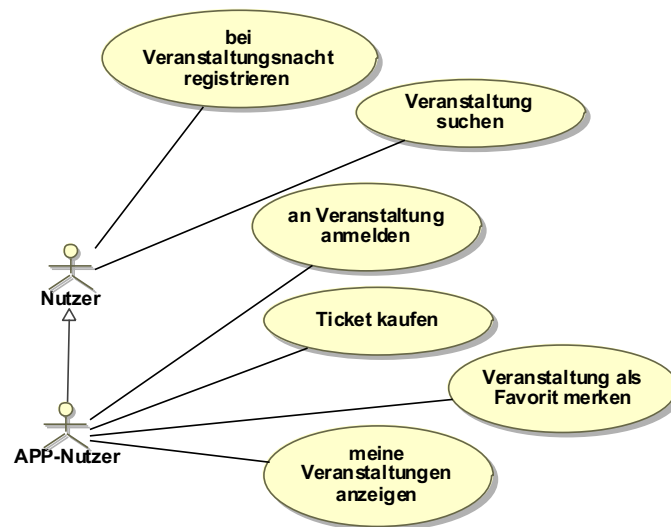 bei
Veranstaltungsnacht
registrieren
Veranstaltung
suchen
an Veranstaltung
anmelden
Nutzer
Ticket kaufen
Veranstaltung als
Favorit merken
APP-Nutzer
meine
Veranstaltungen
anzeigen